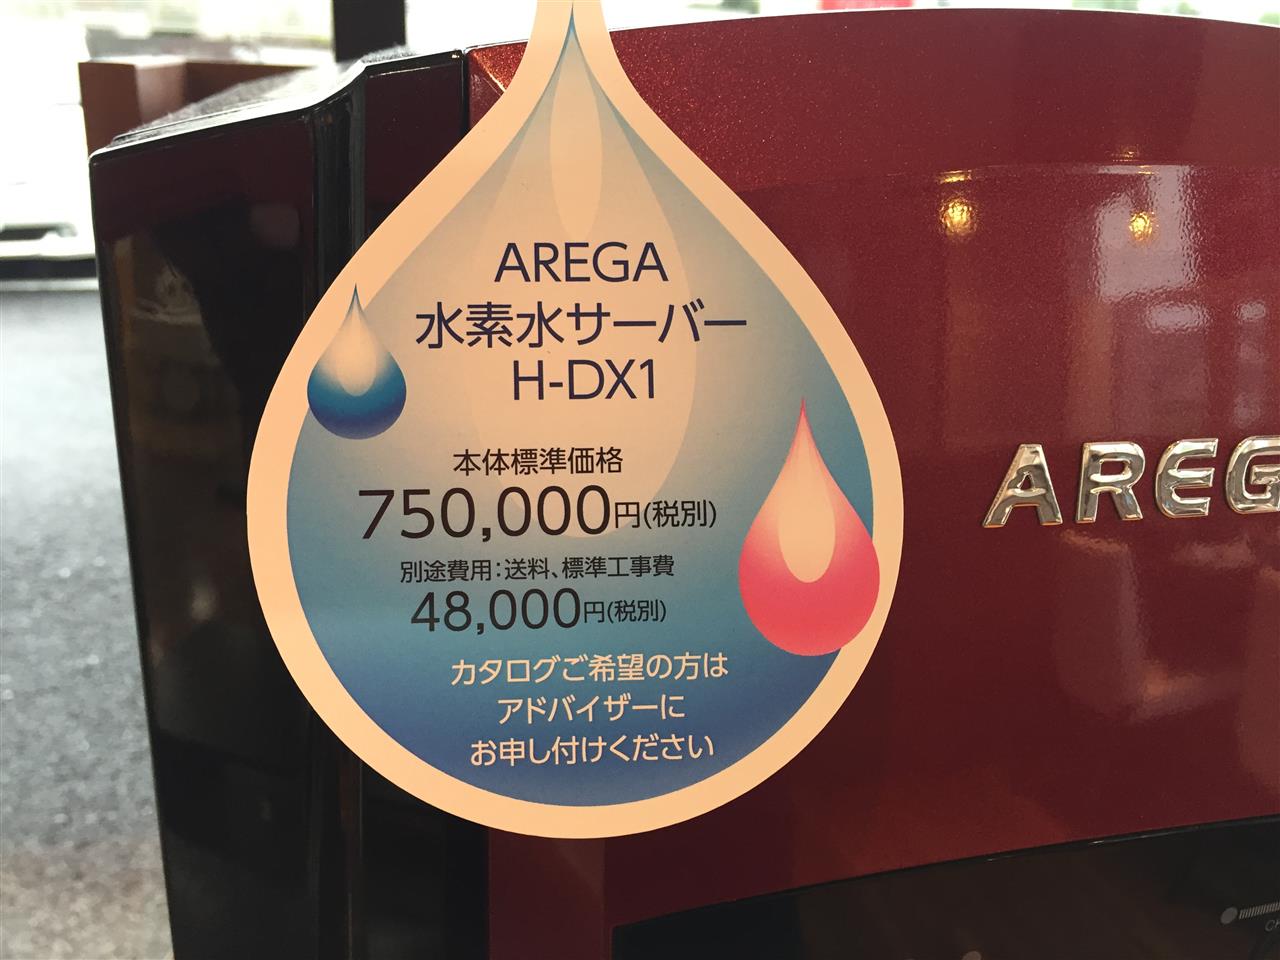 AREGA
水素水サーバー
H-DX1
本体標準価格
750,000円(税別)
別途費用:送料、標準工事費
48,000円(税別)
カタログご希望の方は
アドバイザーに
お申し付けください
AREG